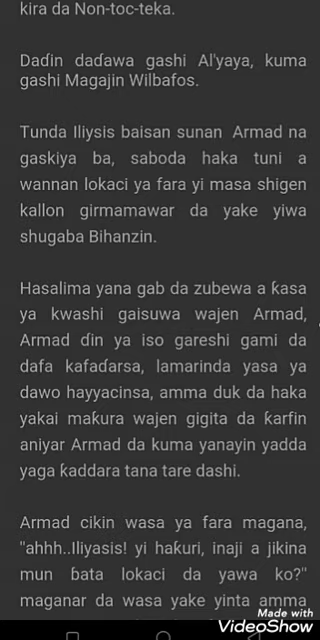 kira da Non-toc-teka.
Daɗin daɗawa gashi Al'yaya, kuma
gashi Magajin Wilbafos.
Tunda Iliysis baisan sunan Armad na
gaskiya ba, saboda haka tuni a
wannan lokaci ya fara yi masa shigen
kallon girmamawar da yake yiwa
shugaba Bihanzin.
Hasalima yana gab da zubewa a ƙasa
ya kwashi gaisuwa wajen Armad,
Armad ɗin ya iso gareshi gami da
dafa kafaɗarsa, lamarinda yasa ya
dawo hayyacinsa, amma duk da haka
yakai maƙura wajen gigita da ƙarfin
aniyar Armad da kuma yanayin yadda
yaga ƙaddara tana tare dashi.
Armad cikin wasa ya fara magana,
"ahhh..Iliyasis! yi haƙuri, inaji a jikina
mun ɓata lokaci da yawa ko?"
maganar da wasa yake yinta amma
Made with
VideoShow